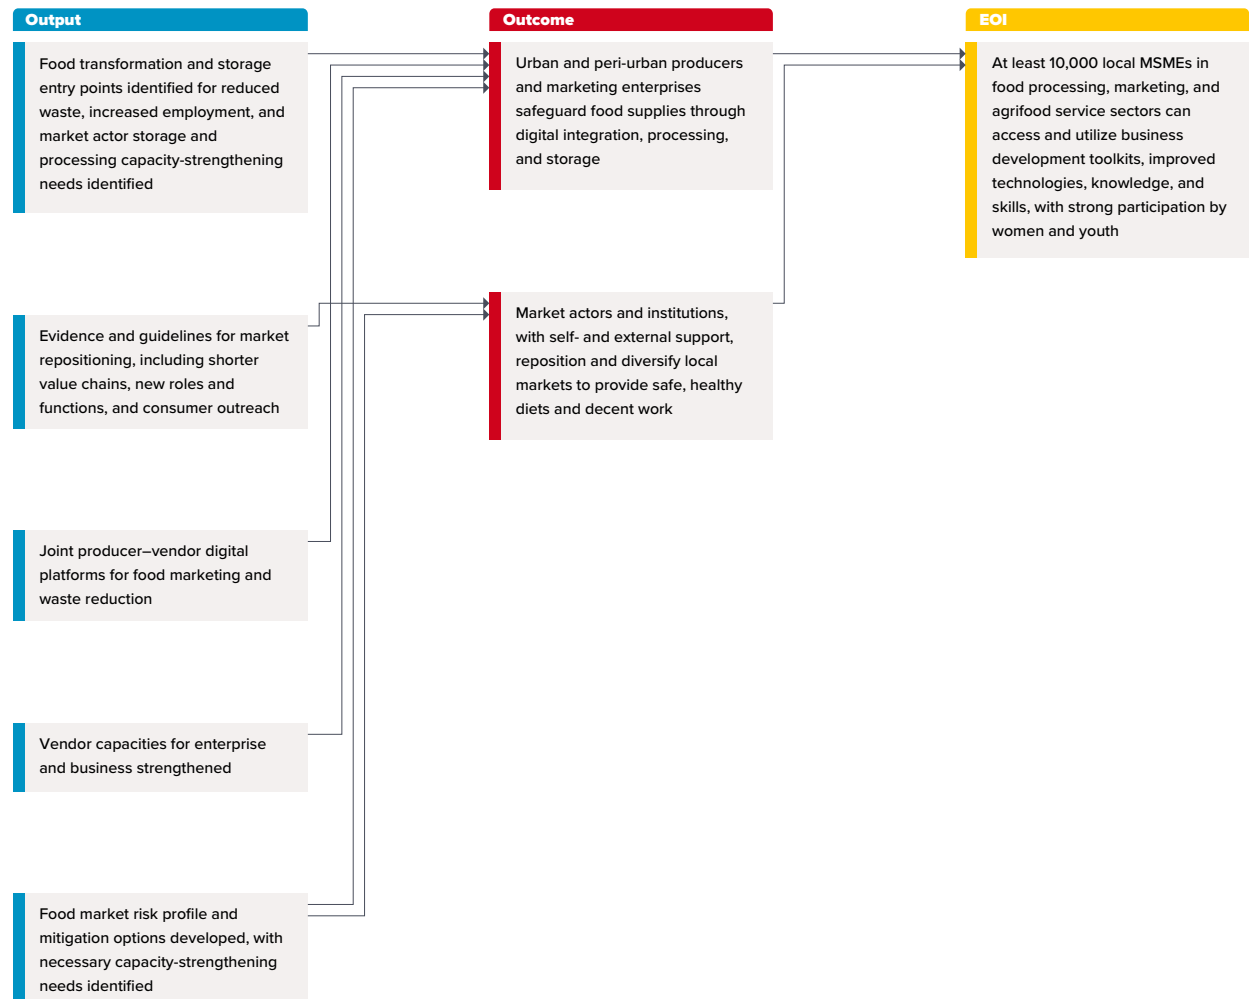 Output
Food transformation and storage
entry points identified for reduced
waste, increased employment, and
market actor storage and
processing capacity-strengthening
needs identified
Evidence and guidelines for market
repositioning, including shorter
value chains, new roles and
functions, and consumer outreach
Joint producer–vendor digital
platforms for food marketing and
waste reduction
Vendor capacities for enterprise
and business strengthened
Food market risk profile and
mitigation options developed, with
necessary capacity-strengthening
needs identified
Outcome
Urban and peri-urban producers
and marketing enterprises
safeguard food supplies through
digital integration, processing,
and storage
Market actors and institutions,
with self- and external support,
reposition and diversify local
markets to provide safe, healthy
diets and decent work
EOI
At least 10,000 local MSMEs in
food processing, marketing, and
agrifood service sectors can
access and utilize business
development toolkits, improved
technologies, knowledge, and
skills, with strong participation by
women and youth